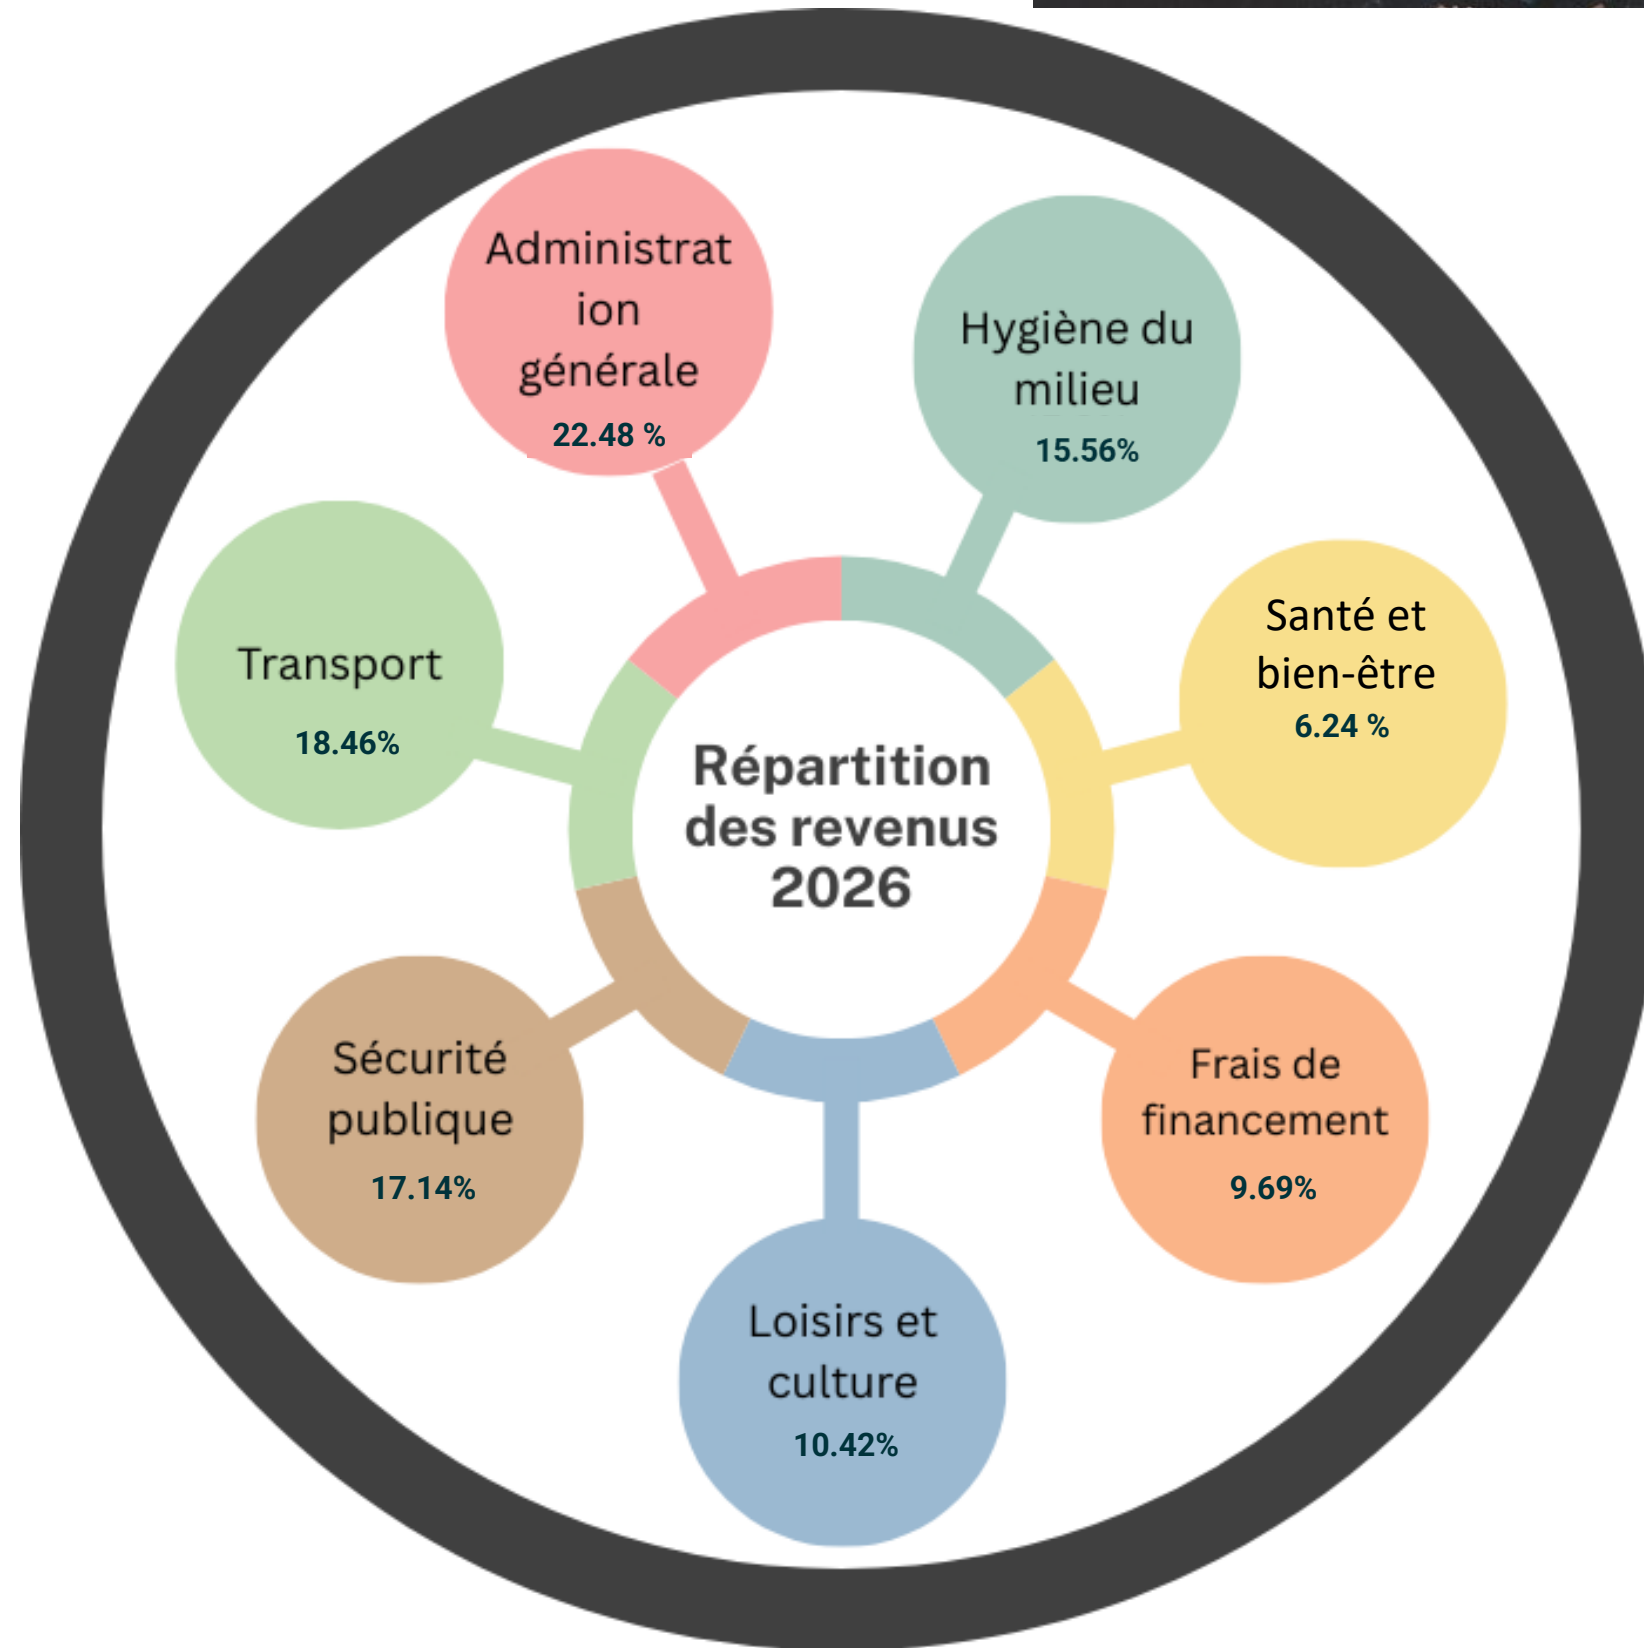 Administrat
ion
générale
22.48 %
Hygiène du
milieu
15.56%
Santé et
bien-être
6.24 %
Transport
18.46%
Répartition
des revenus
2026
Sécurité
publique
17.14%
Frais de
financement
9.69%
Loisirs et
culture
10.42%